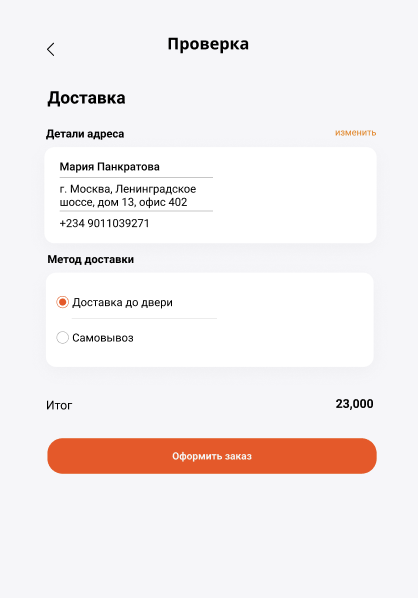 Проверка
Доставка
Детали адреса
изменить
Мария Панкратова
г. Москва, Ленинградское
шоссе, дом 13, офис 402
+234 9011039271
Метод доставки
Доставка до двери
Самовывоз
Итог
23,000
Оформить заказ